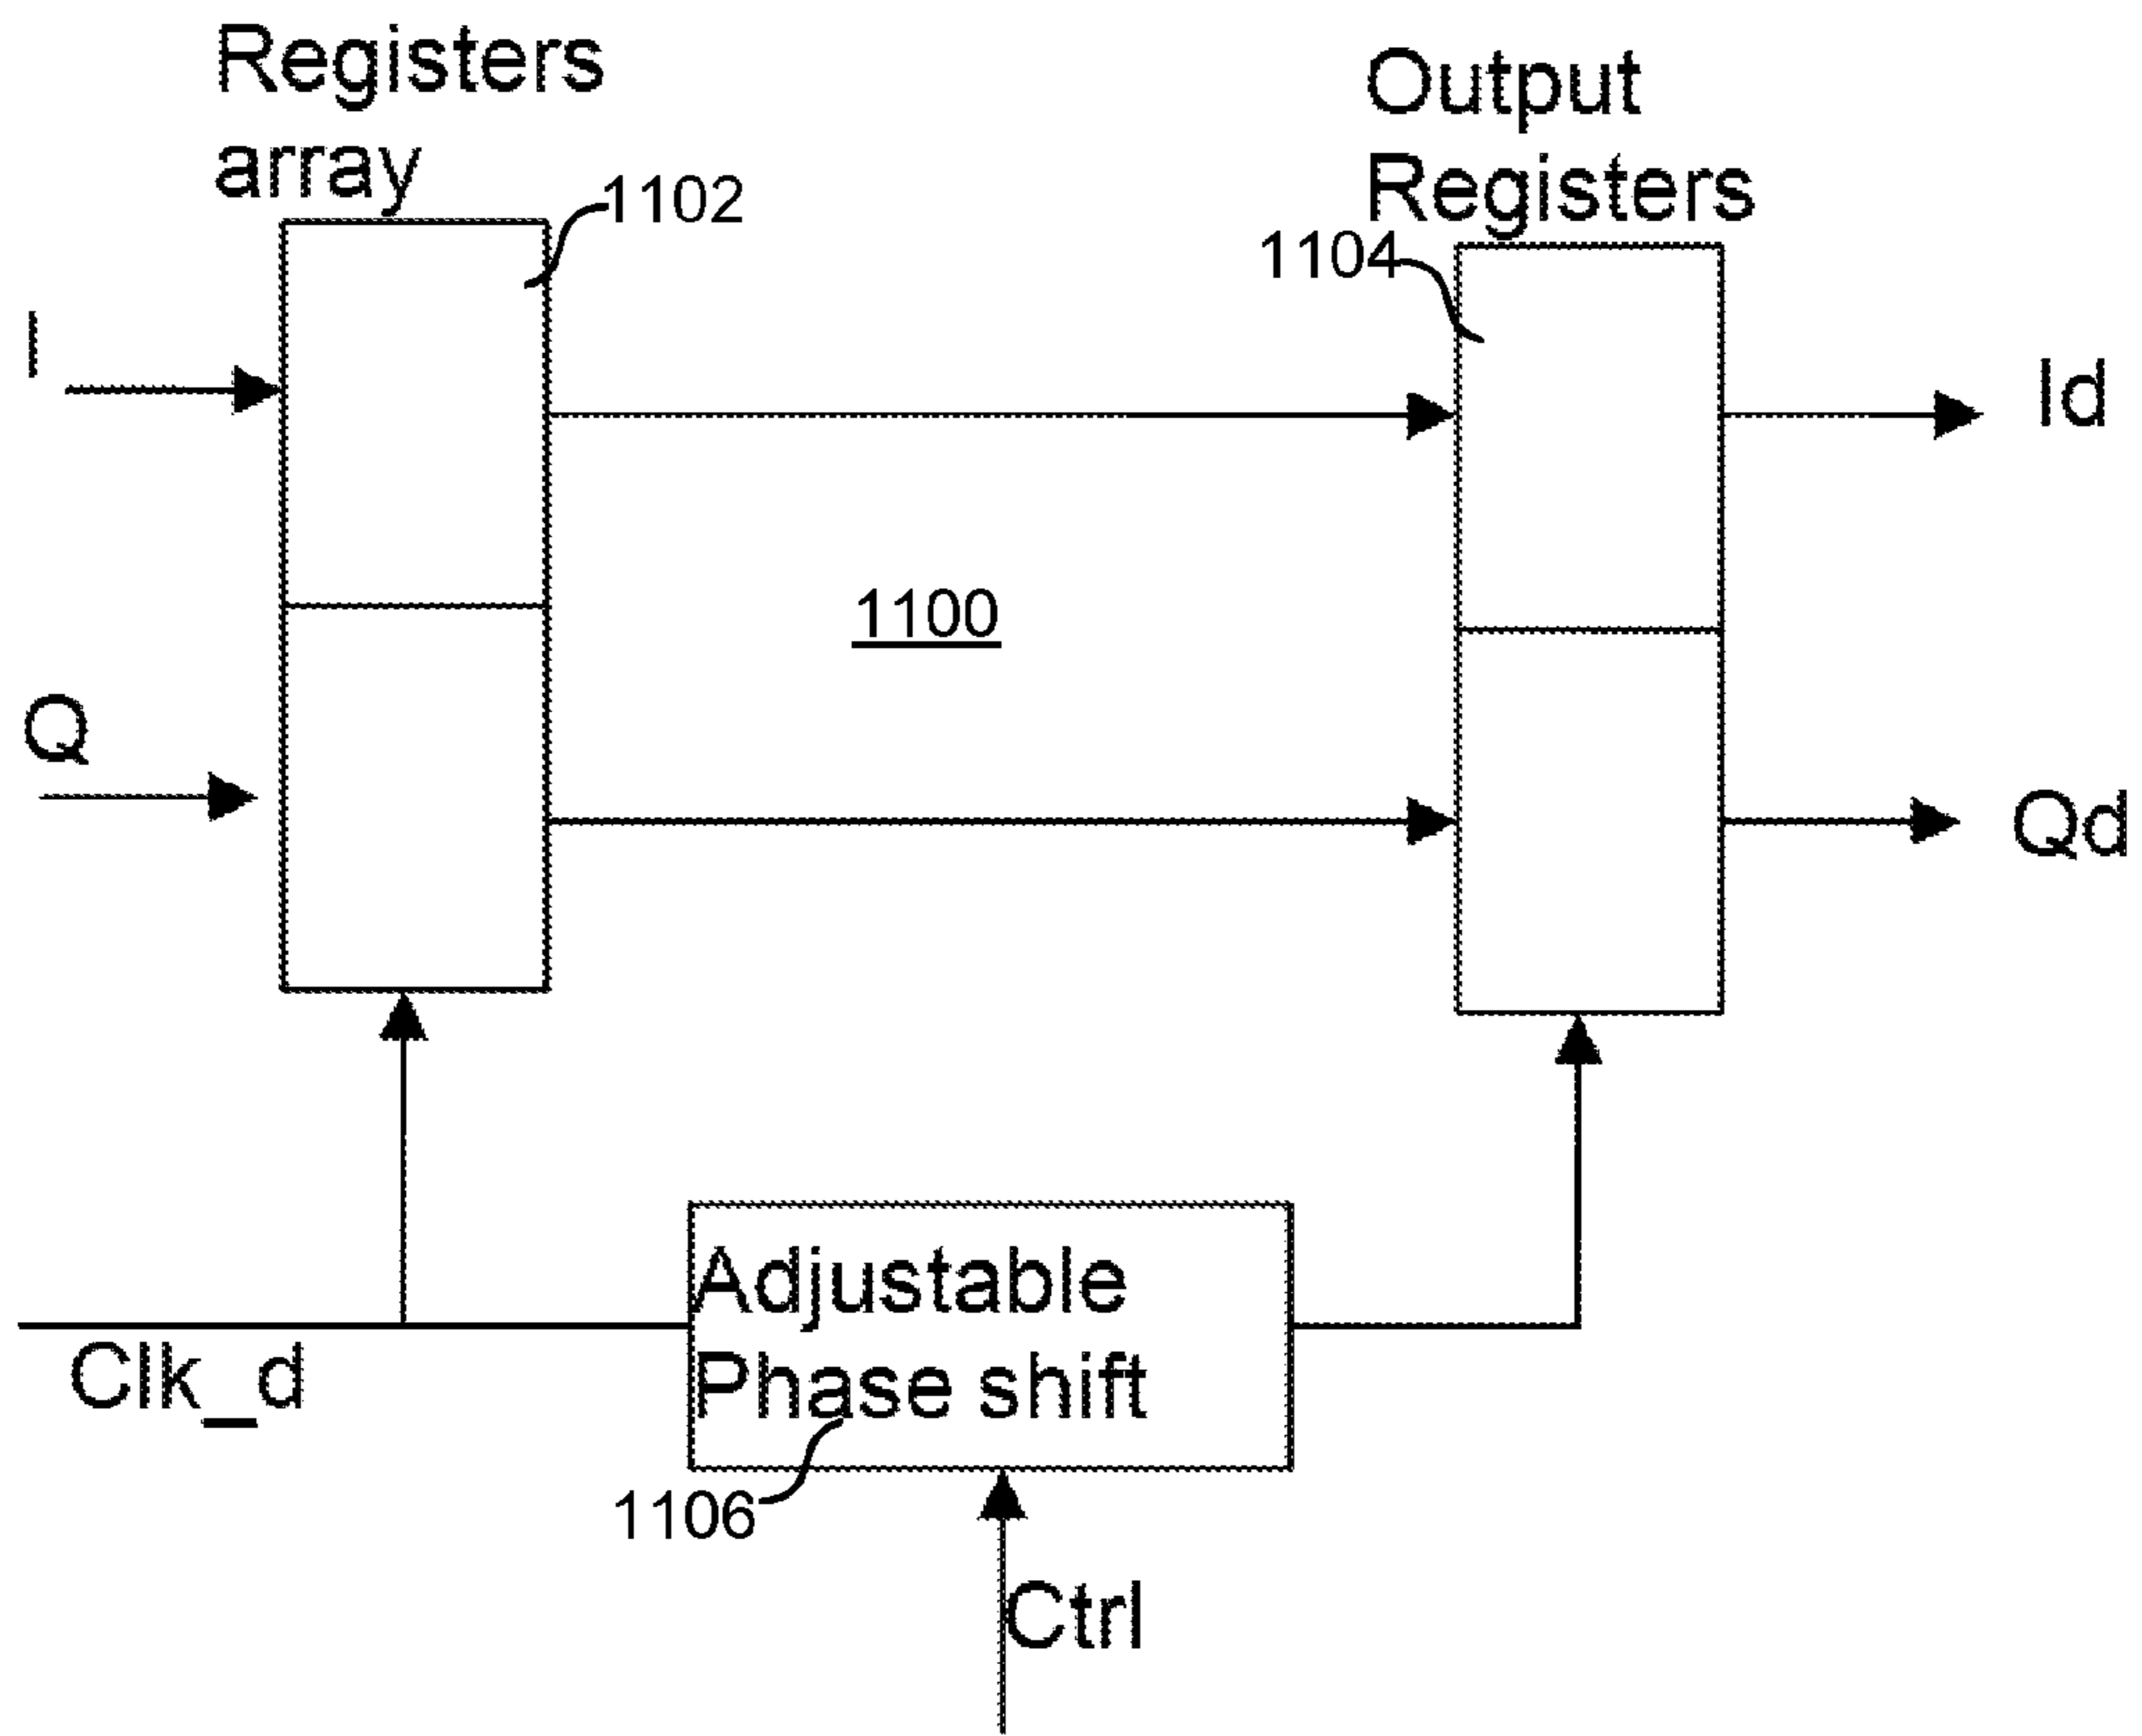 Registers
array
1102
Output
Registers
1104
I
Id
1100
Q
Qd
Adjustable
Phase shift
Clk_d
1106
Ctrl